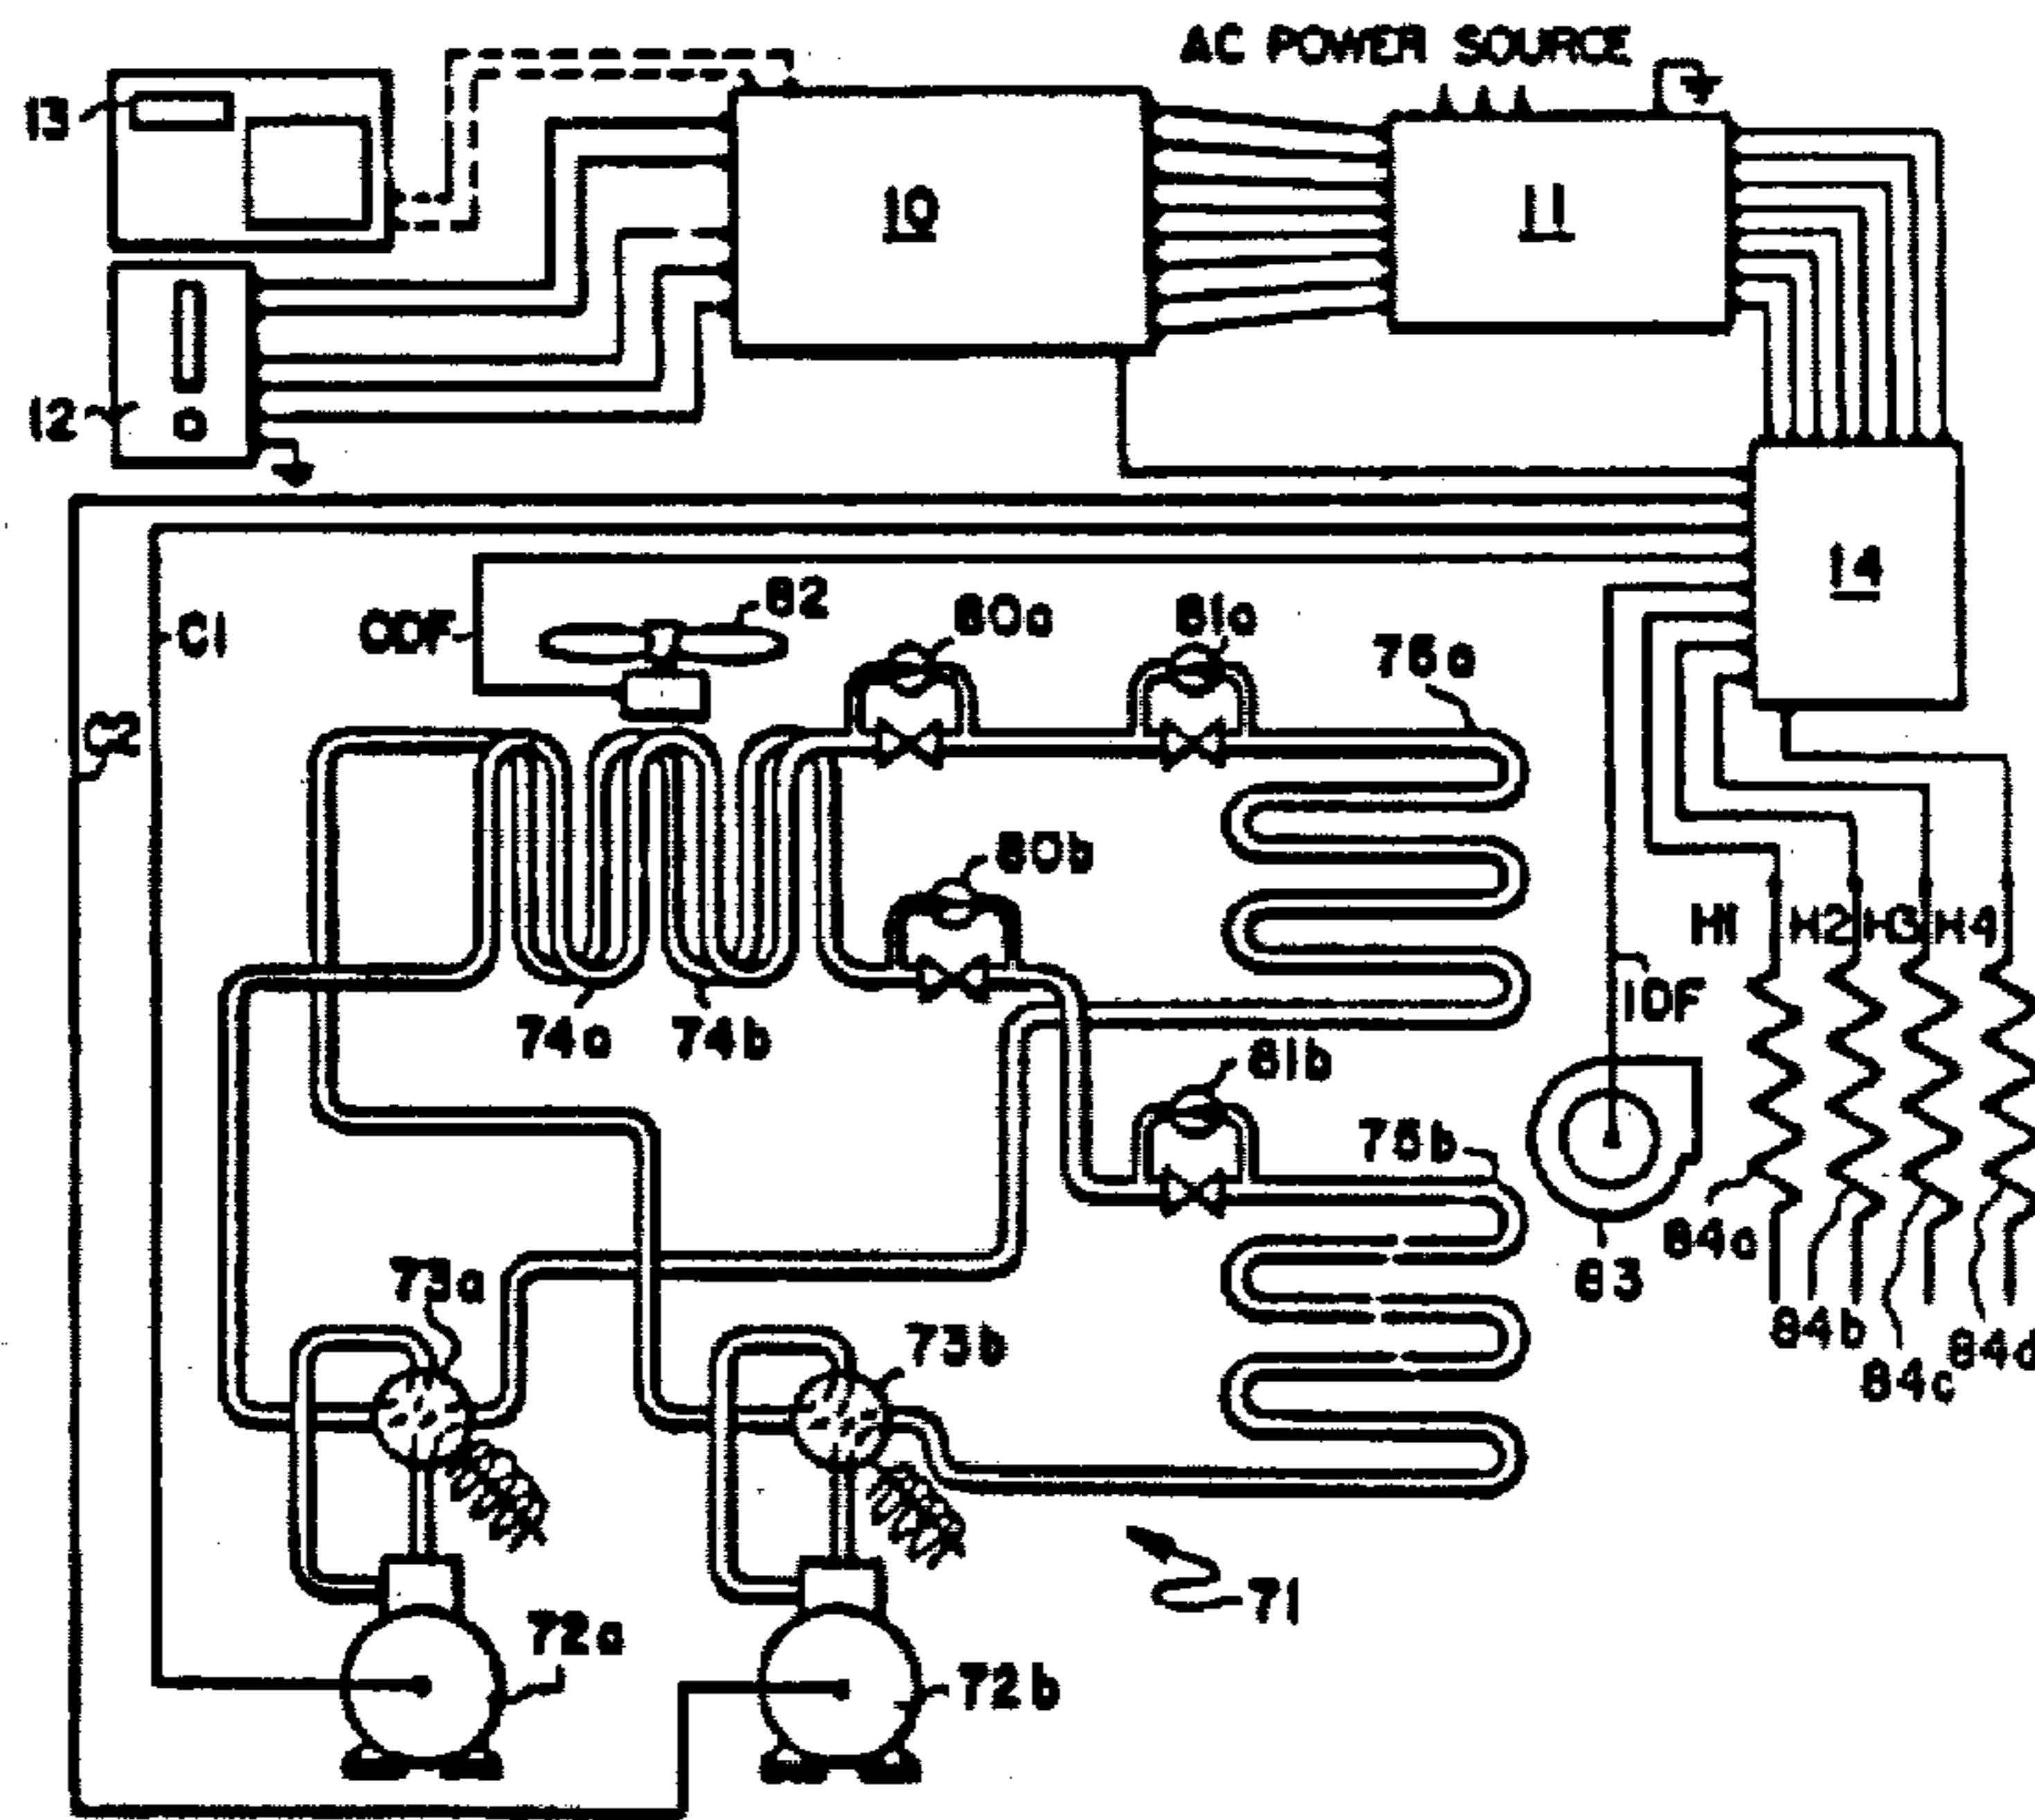 AC POWER SOURCE
13
10
11
12
14
C1
ODF
82
80a
81a
76a
C2
80b
H1 H2 H3 H4
IDF
74a
74b
81b
76b
84a
83
73a
73b
84b
84c
84d
71
72a
72b